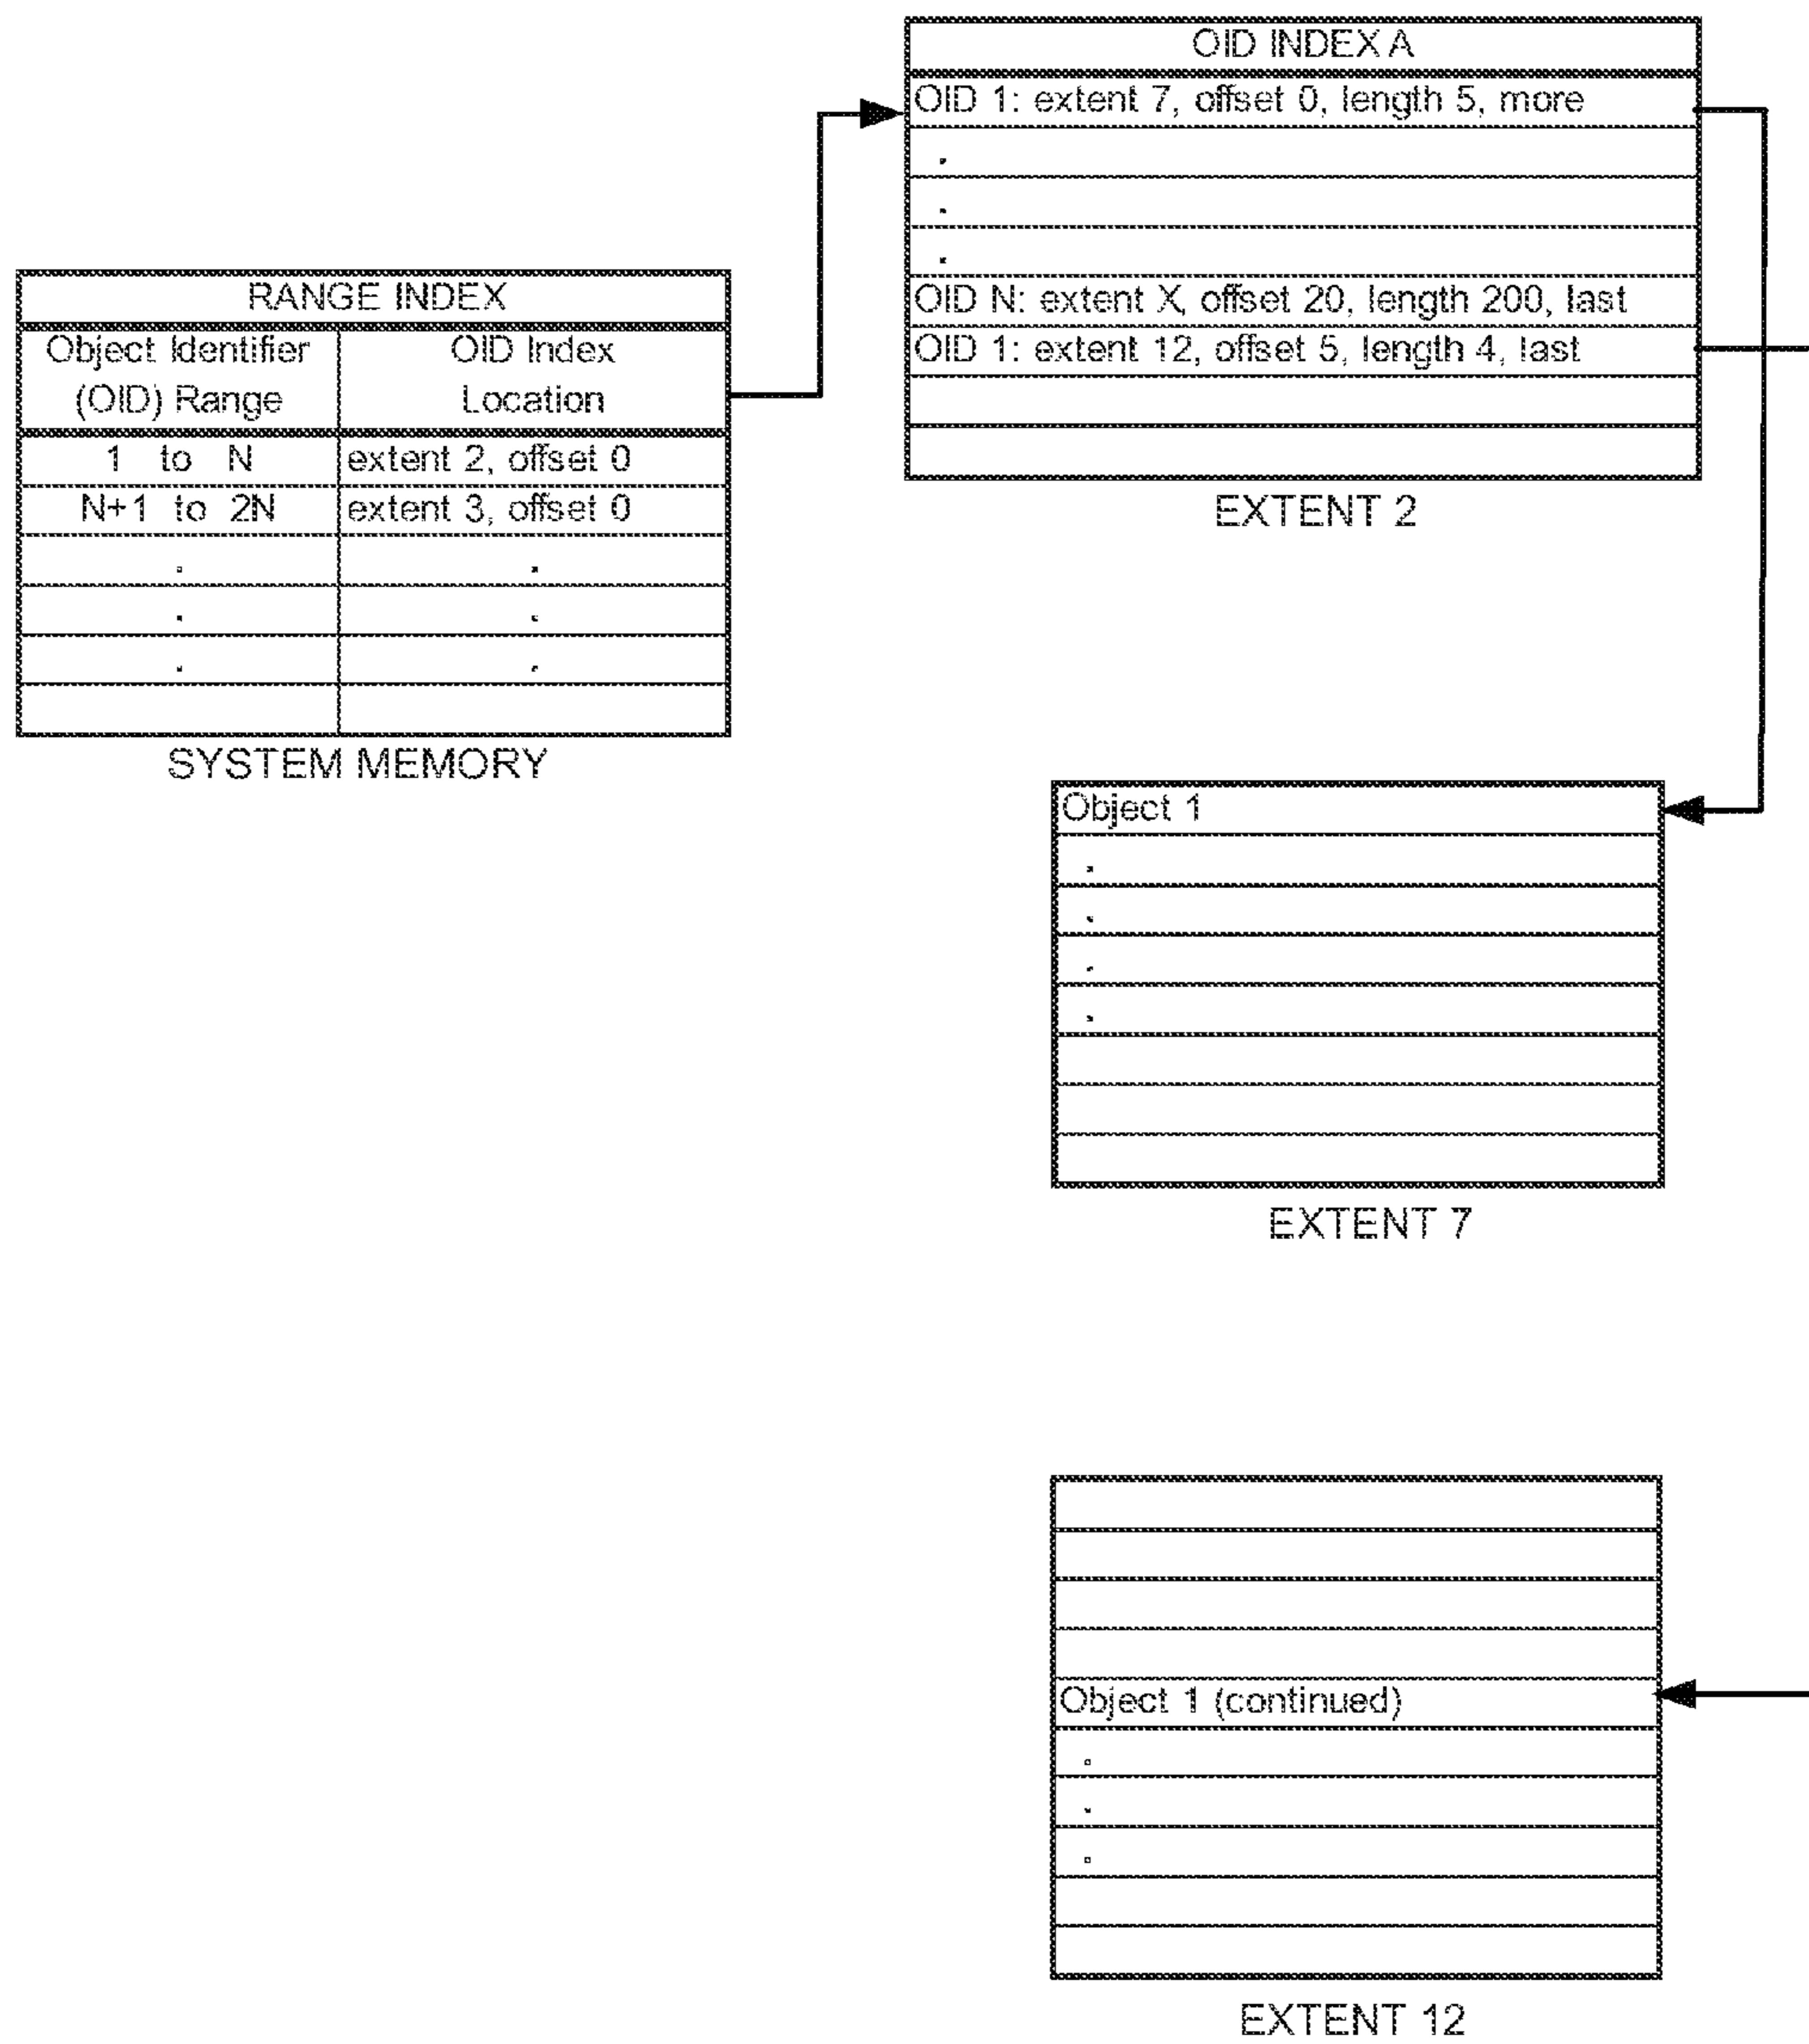 OID INDEX A
OID 1: extent 7, offset 0, length 5, more
.
.
.
OID N: extent X, offset 20, length 200, last
OID 1: extent 12, offset 5, length 4, last
EXTENT 2
RANGE INDEX
Object Identifier (OID) Range
OID Index Location
1 to N extent 2, offset 0
N+1 to 2N extent 3, offset 0
. .
. .
. .
SYSTEM MEMORY
Object 1
.
.
.
.
EXTENT 7
Object 1 (continued)
.
.
.
EXTENT 12